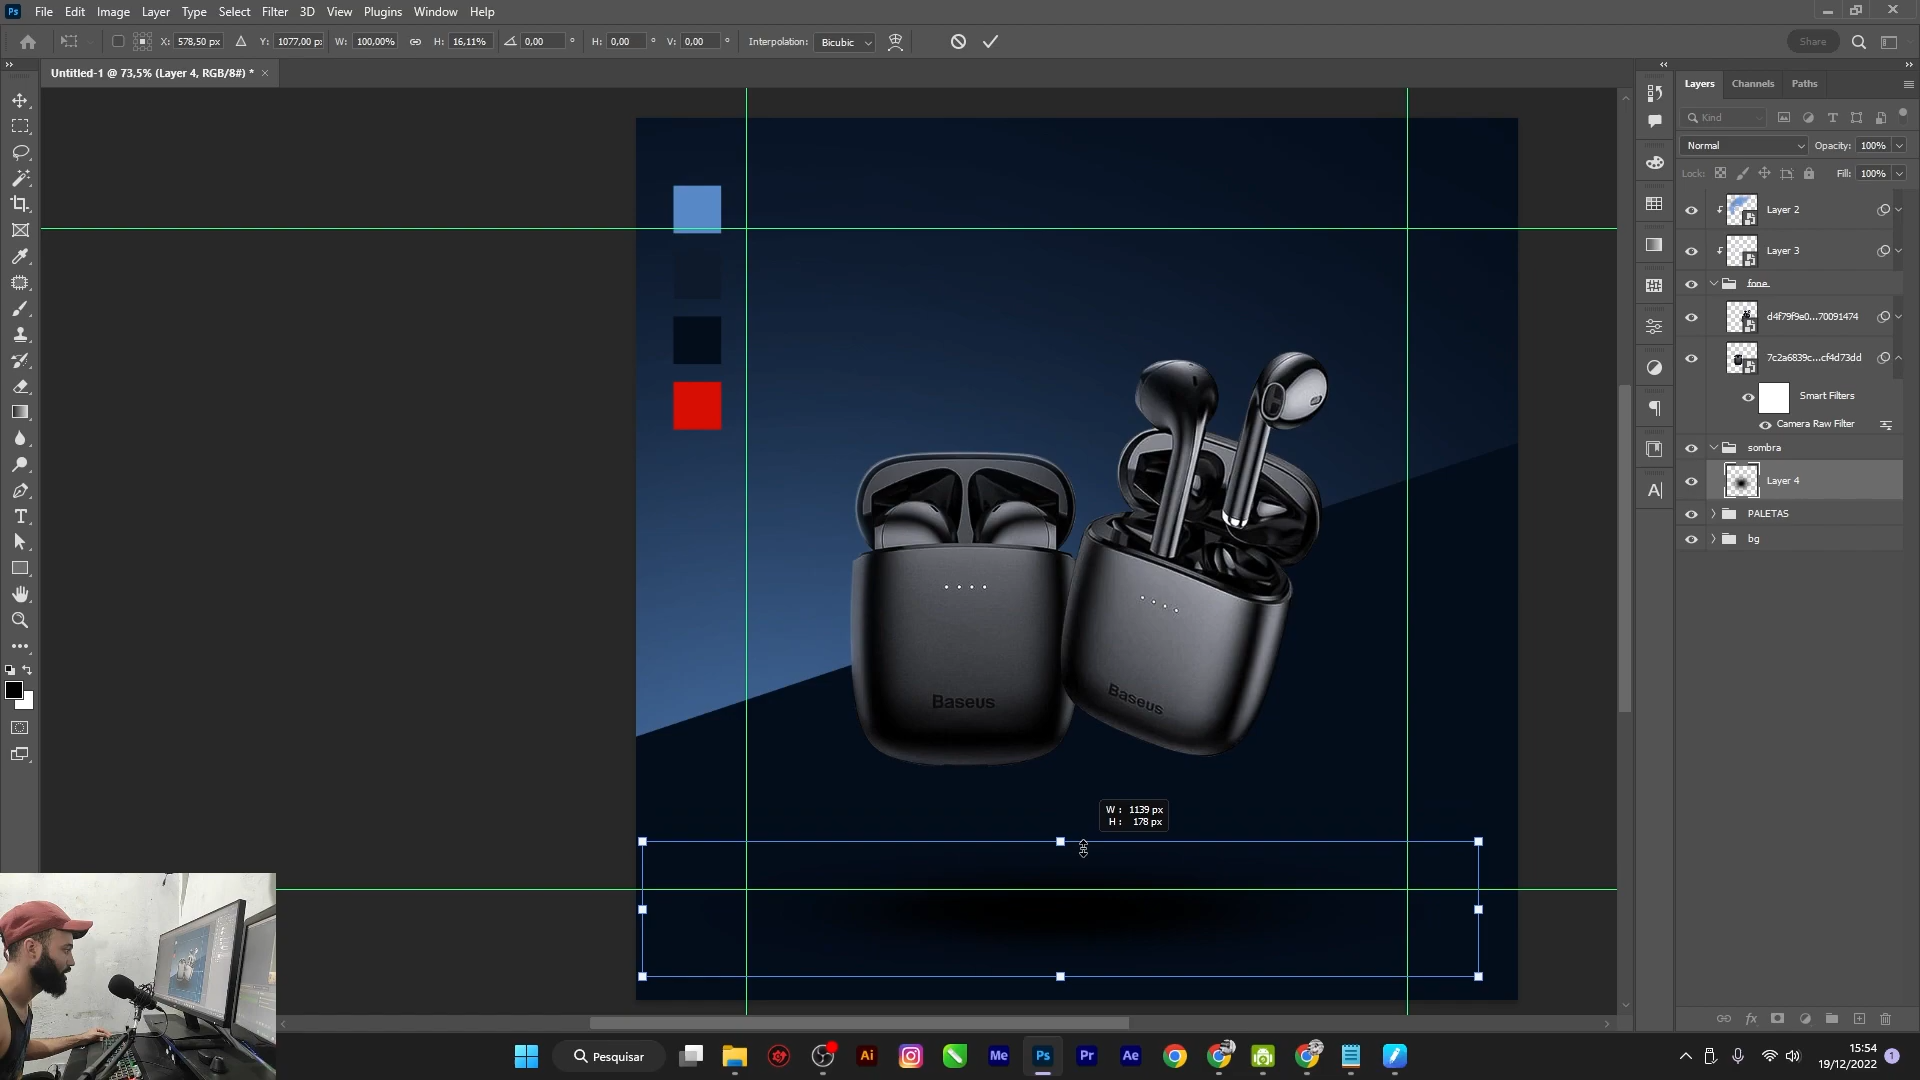 Ps File Edit Image Layer Type Select Filter 3D View Plugins Window Help
X: 578,50 px Y: 1077,00 px W: 100,00% H: 16,11% 0,00 ° H: 0,00 ° V: 0,00 ° Interpolation: Bicubic Share
Untitled-1 @ 73,5% (Layer 4, RGB/8#) * ×
Layers Channels Paths
Kind
Normal Opacity: 100%
Lock: Fill: 100%
Layer 2
Layer 3
fone
d4f79f9e0...70091474
7c2a6839c...cf4d73dd
Smart Filters
Camera Raw Filter
sombra
Layer 4
PALETAS
bg
Baseus
Baseus
W : 1139 px
H : 178 px
Pesquisar
Ai Me Ps Pr Ae
15:54
19/12/2022
1